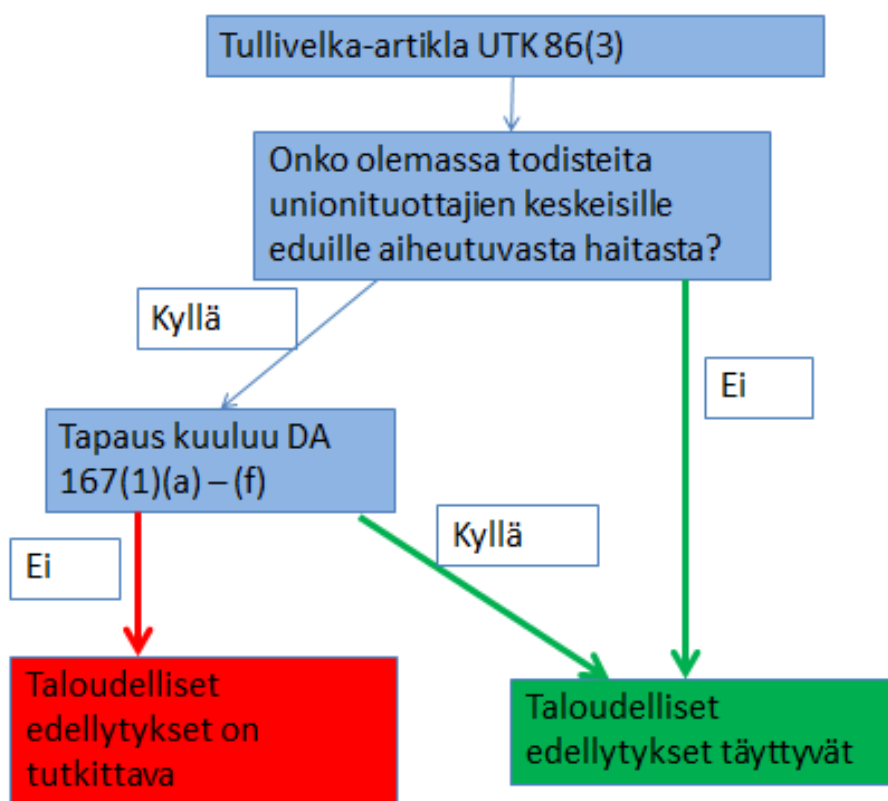 Tullivelka-artikla UTK 86(3)
Onko olemassa todisteita
unionituottajien keskeisille
eduille aiheutuvasta haitasta?
Kyllä
Ei
Tapaus kuuluu DA
167(1)(a) – (f)
Kyllä
Ei
Taloudelliset
edellytykset on
tutkittava
Taloudelliset
edellytykset täyttyvät